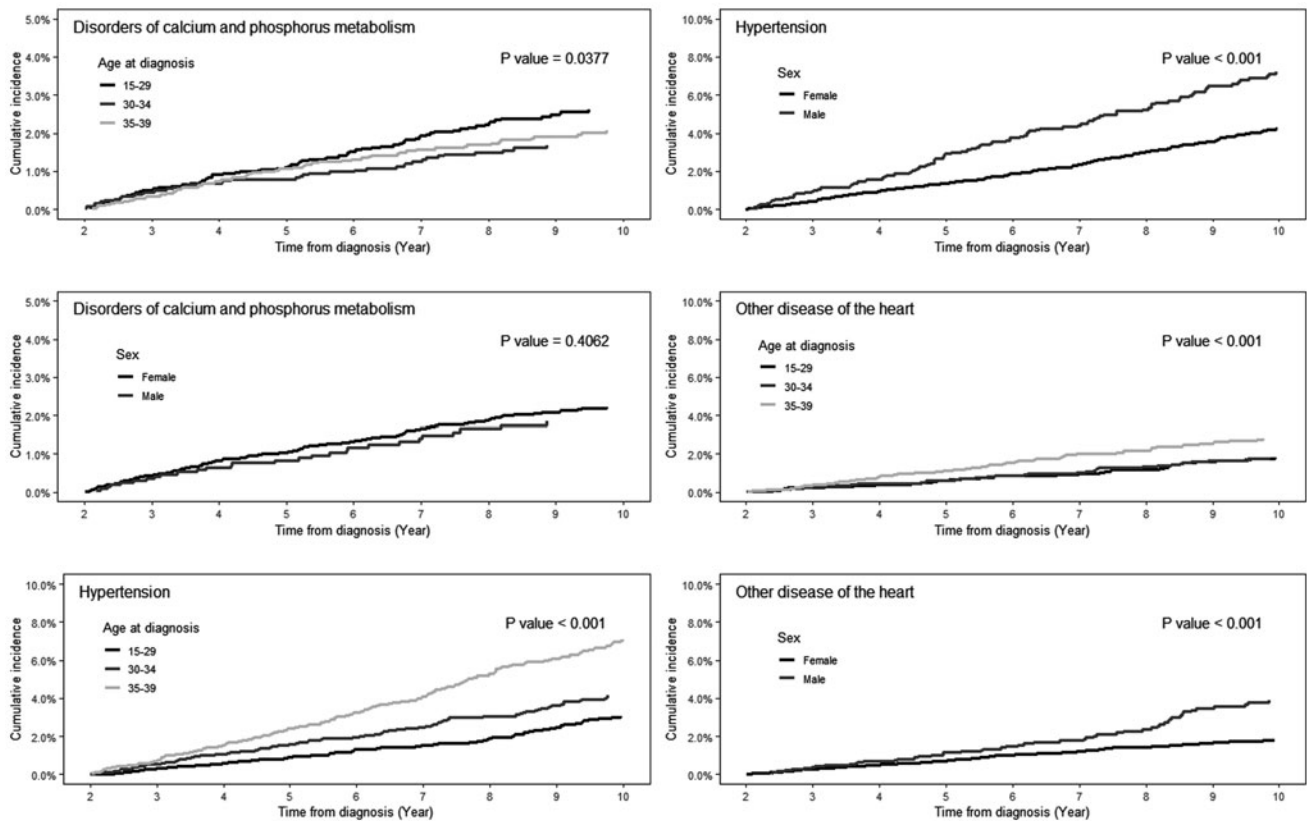 Disorders of calcium and phosphorus metabolism
P value = 0.0377
Age at diagnosis
15-29
30-34
35-39
Cumulative incidence
5.0%
4.0%
3.0%
2.0%
1.0%
0.0%
2 3 4 5 6 7 8 9 10
Time from diagnosis (Year)
Hypertension
P value < 0.001
Sex
Female
Male
Cumulative incidence
10.0%
8.0%
6.0%
4.0%
2.0%
0.0%
2 3 4 5 6 7 8 9 10
Time from diagnosis (Year)
Disorders of calcium and phosphorus metabolism
P value = 0.4062
Sex
Female
Male
Cumulative incidence
5.0%
4.0%
3.0%
2.0%
1.0%
0.0%
2 3 4 5 6 7 8 9 10
Time from diagnosis (Year)
Other disease of the heart
P value < 0.001
Age at diagnosis
15-29
30-34
35-39
Cumulative incidence
10.0%
8.0%
6.0%
4.0%
2.0%
0.0%
2 3 4 5 6 7 8 9 10
Time from diagnosis (Year)
Hypertension
P value < 0.001
Age at diagnosis
15-29
30-34
35-39
Cumulative incidence
10.0%
8.0%
6.0%
4.0%
2.0%
0.0%
2 3 4 5 6 7 8 9 10
Time from diagnosis (Year)
Other disease of the heart
P value < 0.001
Sex
Female
Male
Cumulative incidence
10.0%
8.0%
6.0%
4.0%
2.0%
0.0%
2 3 4 5 6 7 8 9 10
Time from diagnosis (Year)